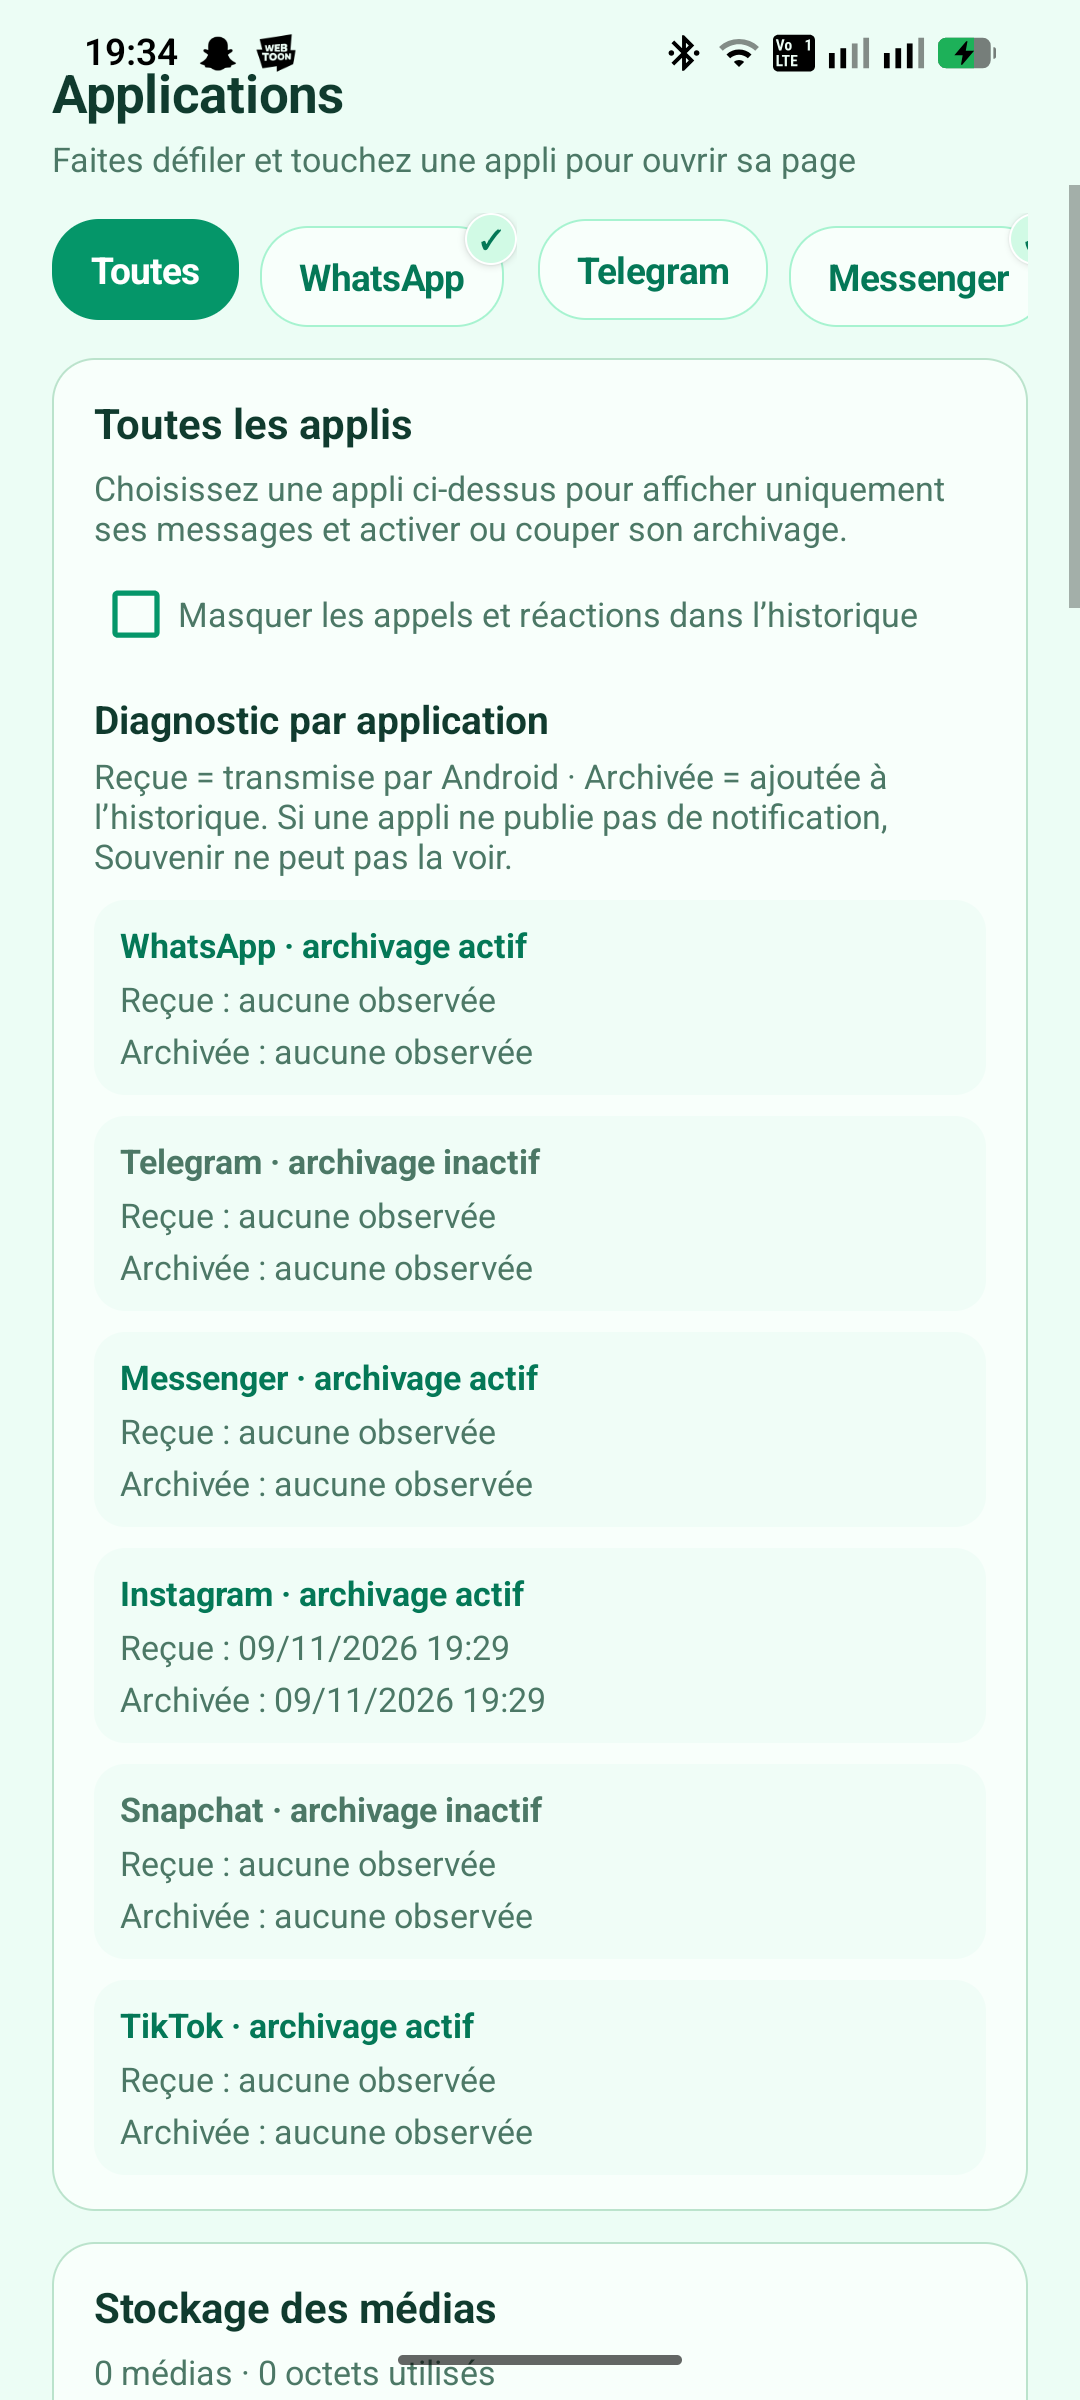 19:34
WEB
TOON
Vo 1
LTE
Applications
Faites défiler et touchez une appli pour ouvrir sa page
Toutes
WhatsApp
Telegram
Messenger
Toutes les applis
Choisissez une appli ci-dessus pour afficher uniquement
ses messages et activer ou couper son archivage.
Masquer les appels et réactions dans l’historique
Diagnostic par application
Reçue = transmise par Android · Archivée = ajoutée à
l’historique. Si une appli ne publie pas de notification,
Souvenir ne peut pas la voir.
WhatsApp · archivage actif
Reçue : aucune observée
Archivée : aucune observée
Telegram · archivage inactif
Reçue : aucune observée
Archivée : aucune observée
Messenger · archivage actif
Reçue : aucune observée
Archivée : aucune observée
Instagram · archivage actif
Reçue : 09/11/2026 19:29
Archivée : 09/11/2026 19:29
Snapchat · archivage inactif
Reçue : aucune observée
Archivée : aucune observée
TikTok · archivage actif
Reçue : aucune observée
Archivée : aucune observée
Stockage des médias
0 médias · 0 octets utilisés